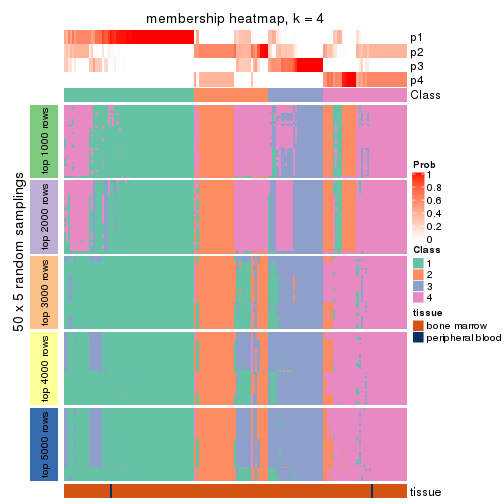 membership heatmap, k = 4
p1
p2
p3
p4
Class
50 x 5 random samplings
top 1000 rows
top 2000 rows
top 3000 rows
top 4000 rows
top 5000 rows
Prob
1
0.8
0.6
0.4
0.2
0
Class
1
2
3
4
tissue
bone marrow
peripheral blood
tissue